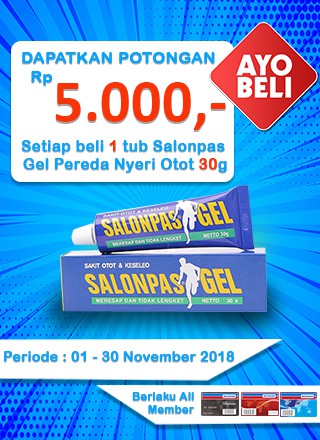 DAPATKAN POTONGAN
Rp
5.000,-
AYO
BELI
Setiap beli 1 tub Salonpas
Gel Pereda Nyeri Otot 30g
SAKIT OTOT & KESELEO
SALONPAS GEL
MERESAP DAN TIDAK LENGKET
NETTO 30g
SAKIT OTOT & KESELEO
SALONPAS GEL
MERESAP DAN TIDAK LENGKET
NETTO 30 g
Periode : 01 - 30 November 2018
Berlaku All
Member